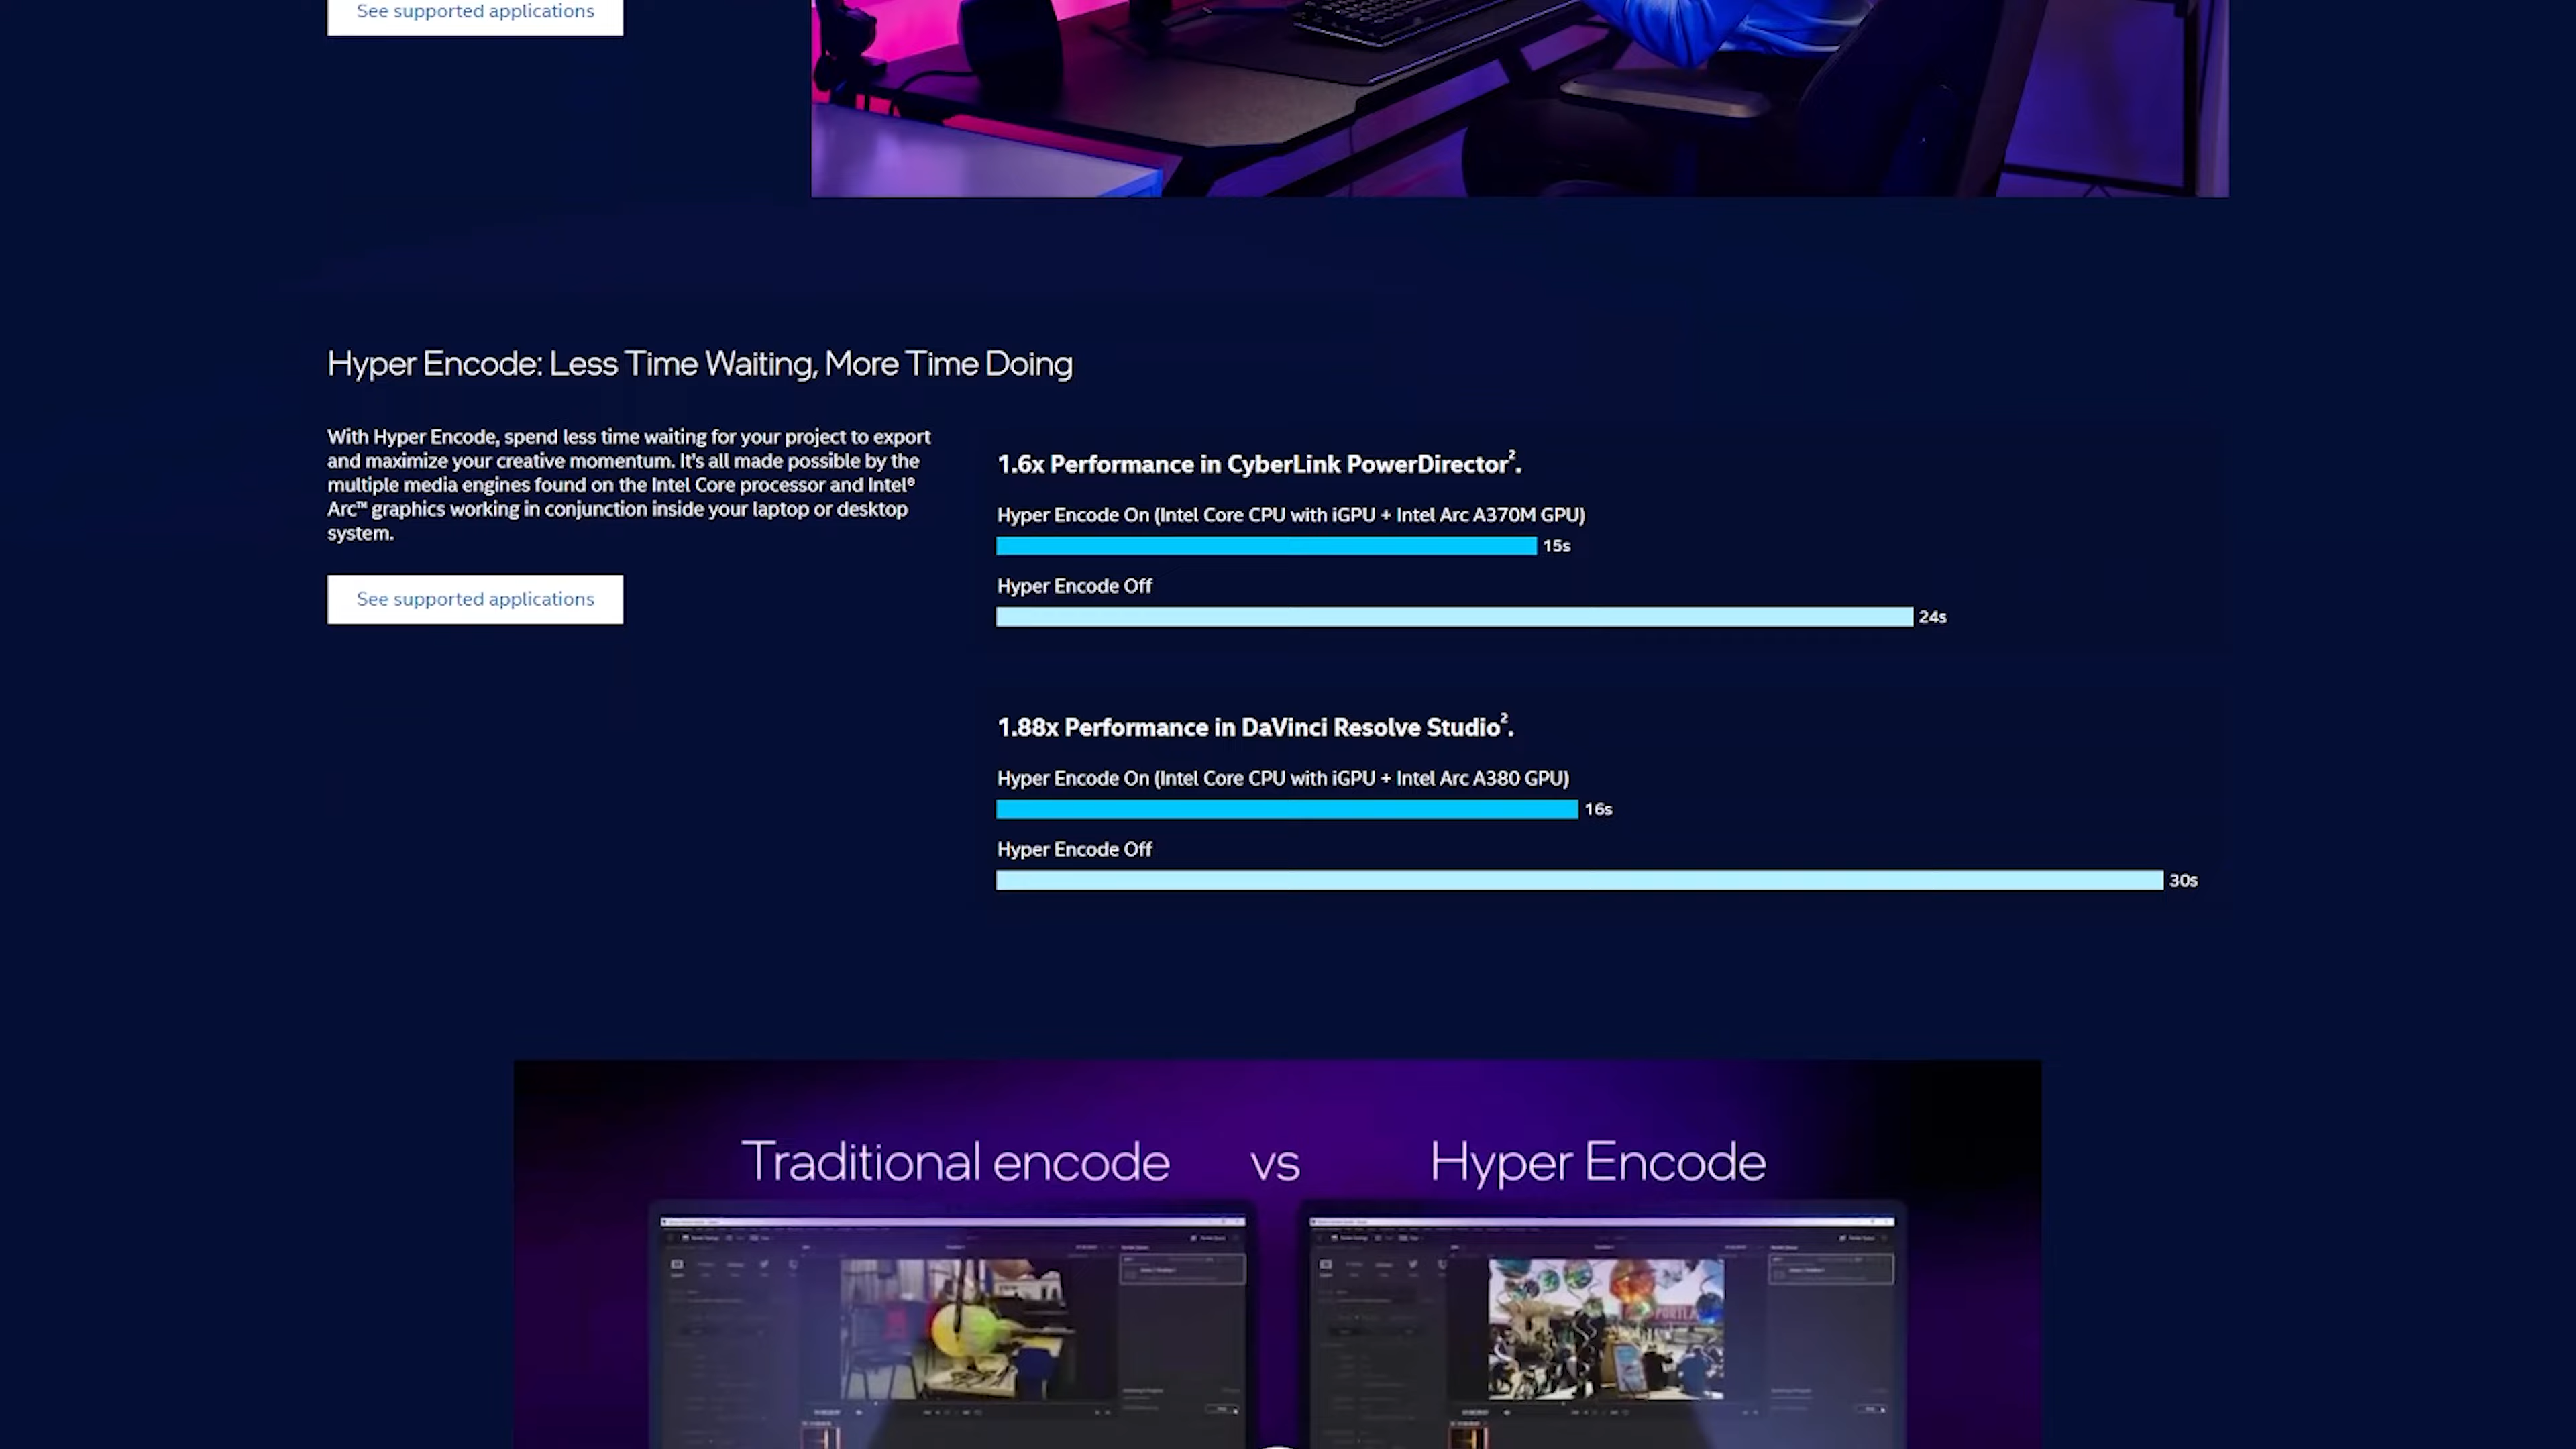 See supported applications
Hyper Encode: Less Time Waiting, More Time Doing
With Hyper Encode, spend less time waiting for your project to export
and maximize your creative momentum. It's all made possible by the
multiple media engines found on the Intel Core processor and Intel®
Arc™ graphics working in conjunction inside your laptop or desktop
system.
See supported applications
1.6x Performance in CyberLink PowerDirector².
Hyper Encode On (Intel Core CPU with iGPU + Intel Arc A370M GPU)
15s
Hyper Encode Off
24s
1.88x Performance in DaVinci Resolve Studio².
Hyper Encode On (Intel Core CPU with iGPU + Intel Arc A380 GPU)
16s
Hyper Encode Off
30s
Traditional encode vs Hyper Encode